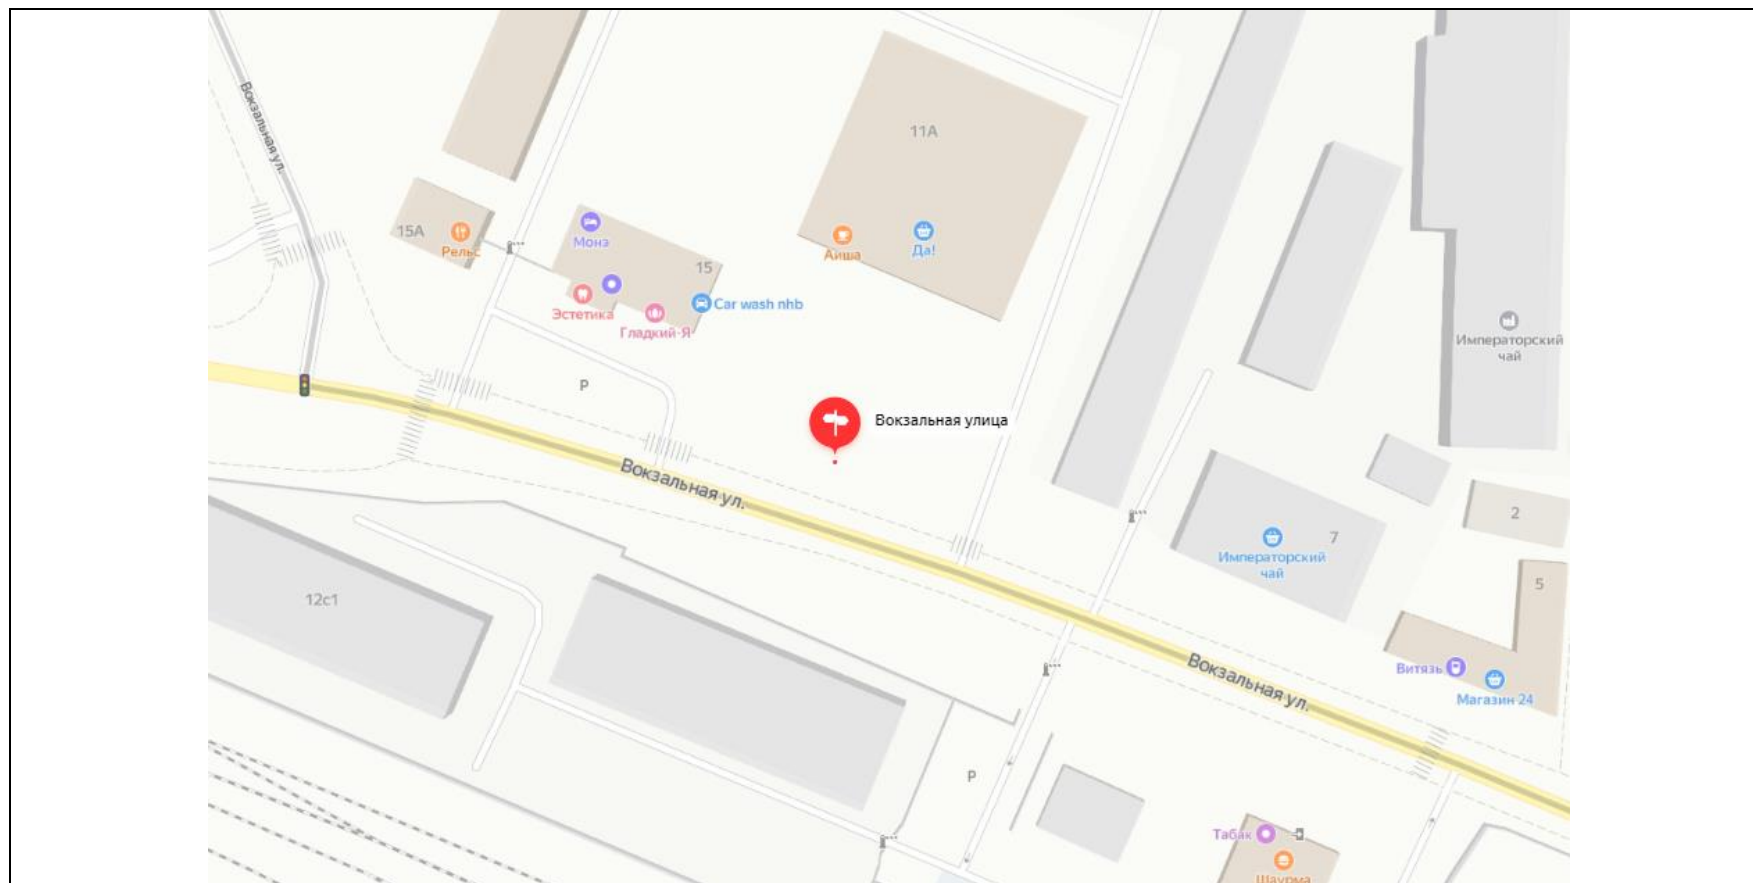 Вокзальная ул.
11А
15А
Рельс
Монэ
15
Аиша
Да!
Эстетика
Car wash nhb
Гладкий-Я
Императорский
чай
P
Вокзальная улица
Вокзальная ул.
2
7
Императорский
чай
5
12с1
Вокзальная ул.
Витязь
Магазин 24
P
Табак
Шаурма